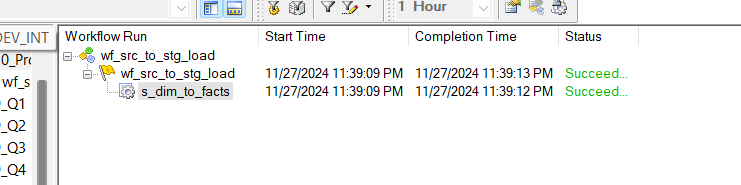 1 Hour
DEV_INT
Workflow Run Start Time Completion Time Status
0_Pro
wf_src_to_stg_load
wf_s
wf_src_to_stg_load 11/27/2024 11:39:09 PM 11/27/2024 11:39:13 PM Succeed...
_Q1
s_dim_to_facts 11/27/2024 11:39:09 PM 11/27/2024 11:39:12 PM Succeed...
_Q2
_Q3
_Q4